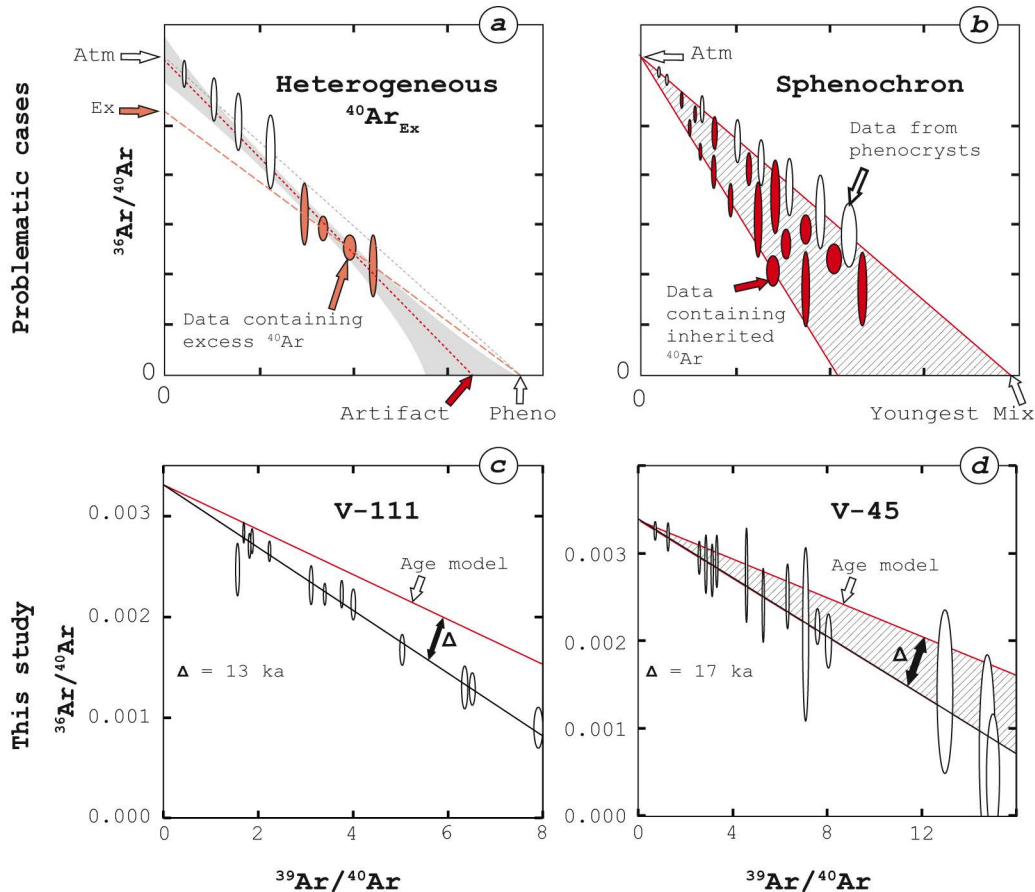 Problematic cases
This study
a
Heterogeneous
⁴⁰Ar_Ex
Atm
Ex
³⁶Ar/⁴⁰Ar
Data containing
excess ⁴⁰Ar
0
0
Artifact
Pheno
b
Sphenochron
Atm
Data from
phenocrysts
Data
containing
inherited
⁴⁰Ar
0
0
Youngest Mix
c
V-111
0.003
0.002
0.001
0.000
³⁶Ar/⁴⁰Ar
Age model
Δ
Δ = 13 ka
0 2 4 6 8
³⁹Ar/⁴⁰Ar
d
V-45
0.003
0.002
0.001
0.000
Age model
Δ
Δ = 17 ka
0 4 8 12
³⁹Ar/⁴⁰Ar